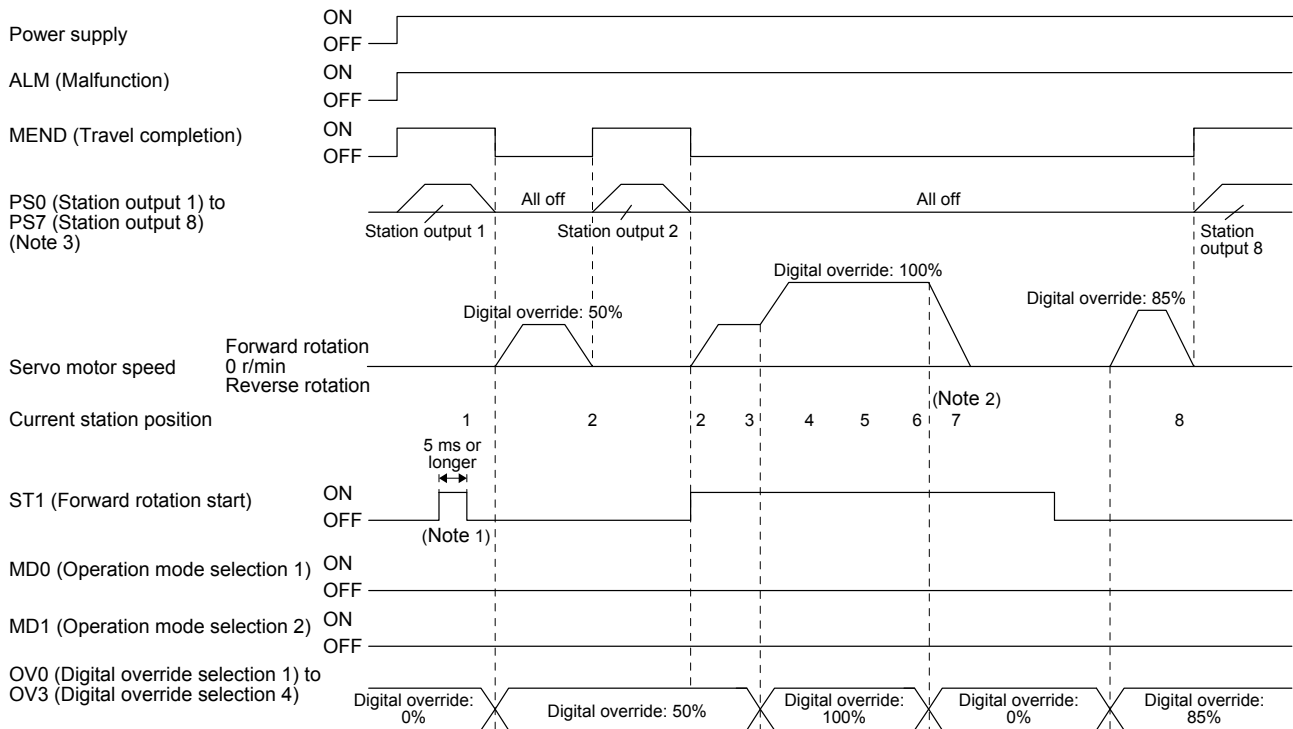 Power supply
ON
OFF
ALM (Malfunction)
ON
OFF
MEND (Travel completion)
ON
OFF
PS0 (Station output 1) to
PS7 (Station output 8)
(Note 3)
Station output 1
All off
Station output 2
All off
Station
output 8
Servo motor speed
Forward rotation
0 r/min
Reverse rotation
Digital override: 50%
Digital override: 100%
Digital override: 85%
(Note 2)
Current station position
1 2 2 3 4 5 6 7 8
5 ms or
longer
ST1 (Forward rotation start)
ON
OFF
(Note 1)
MD0 (Operation mode selection 1)
ON
OFF
MD1 (Operation mode selection 2)
ON
OFF
OV0 (Digital override selection 1) to
OV3 (Digital override selection 4)
Digital override:
0%
Digital override: 50%
Digital override:
100%
Digital override:
0%
Digital override:
85%